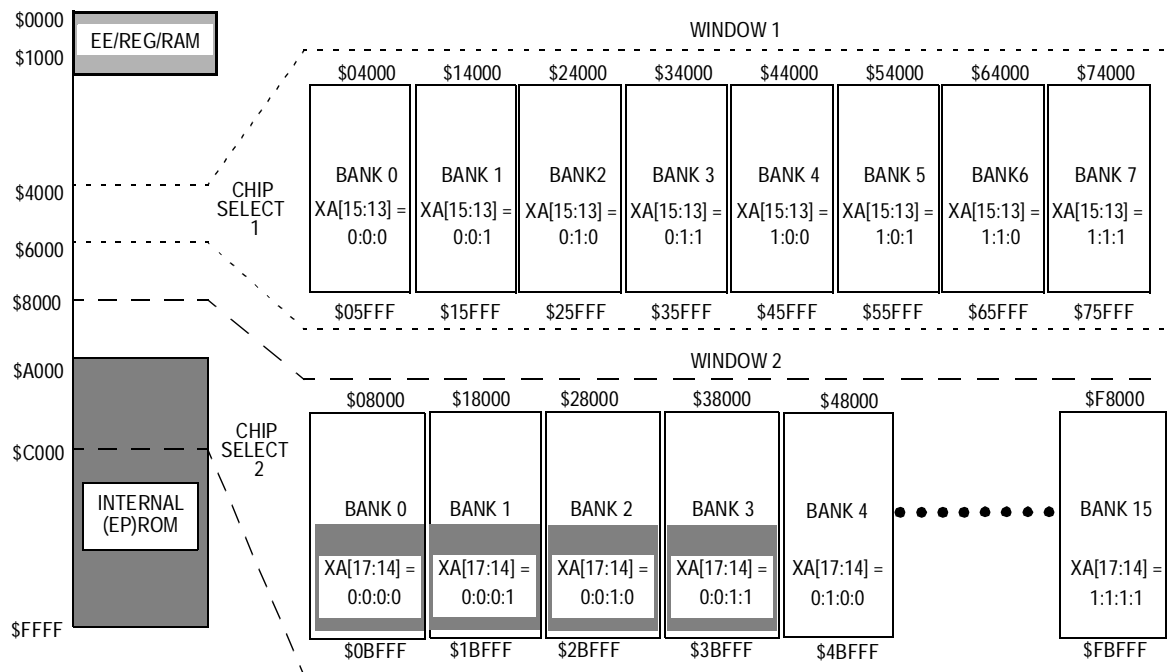 $0000
EE/REG/RAM
$1000
$4000
$6000
$8000
$A000
$C000
INTERNAL
(EP)ROM
$FFFF
CHIP
SELECT
1
CHIP
SELECT
2
WINDOW 1
$04000 $14000 $24000 $34000 $44000 $54000 $64000 $74000
BANK 0 BANK 1 BANK2 BANK 3 BANK 4 BANK 5 BANK6 BANK 7
XA[15:13] = XA[15:13] = XA[15:13] = XA[15:13] = XA[15:13] = XA[15:13] = XA[15:13] = XA[15:13] =
0:0:0 0:0:1 0:1:0 0:1:1 1:0:0 1:0:1 1:1:0 1:1:1
$05FFF $15FFF $25FFF $35FFF $45FFF $55FFF $65FFF $75FFF
WINDOW 2
$08000 $18000 $28000 $38000 $48000 $F8000
BANK 0 BANK 1 BANK 2 BANK 3 BANK 4 BANK 15
XA[17:14] = XA[17:14] = XA[17:14] = XA[17:14] = XA[17:14] = XA[17:14] =
0:0:0:0 0:0:0:1 0:0:1:0 0:0:1:1 0:1:0:0 1:1:1:1
$0BFFF $1BFFF $2BFFF $3BFFF $4BFFF $FBFFF